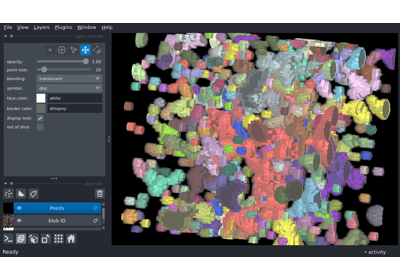 File View Layers Plugins Window Help
opacity: 1.00
point size: 10
blending: translucent
symbol: disc
face color: white
border color: dimgrey
display text:
out of slice:
Points
blob ID
Ready
activity